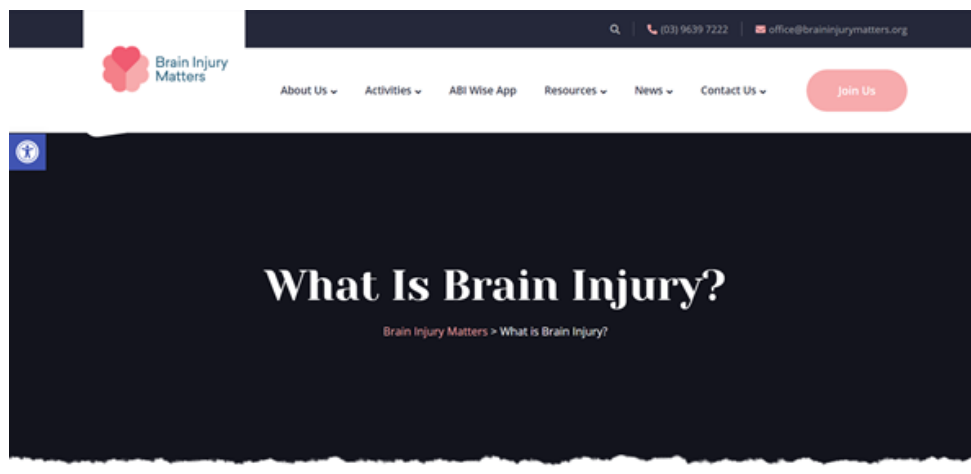 (03) 9639 7222
office@braininjurymatters.org
Brain Injury
Matters
About Us
Activities
ABI Wise App
Resources
News
Contact Us
Join Us
What Is Brain Injury?
Brain Injury Matters > What is Brain Injury?